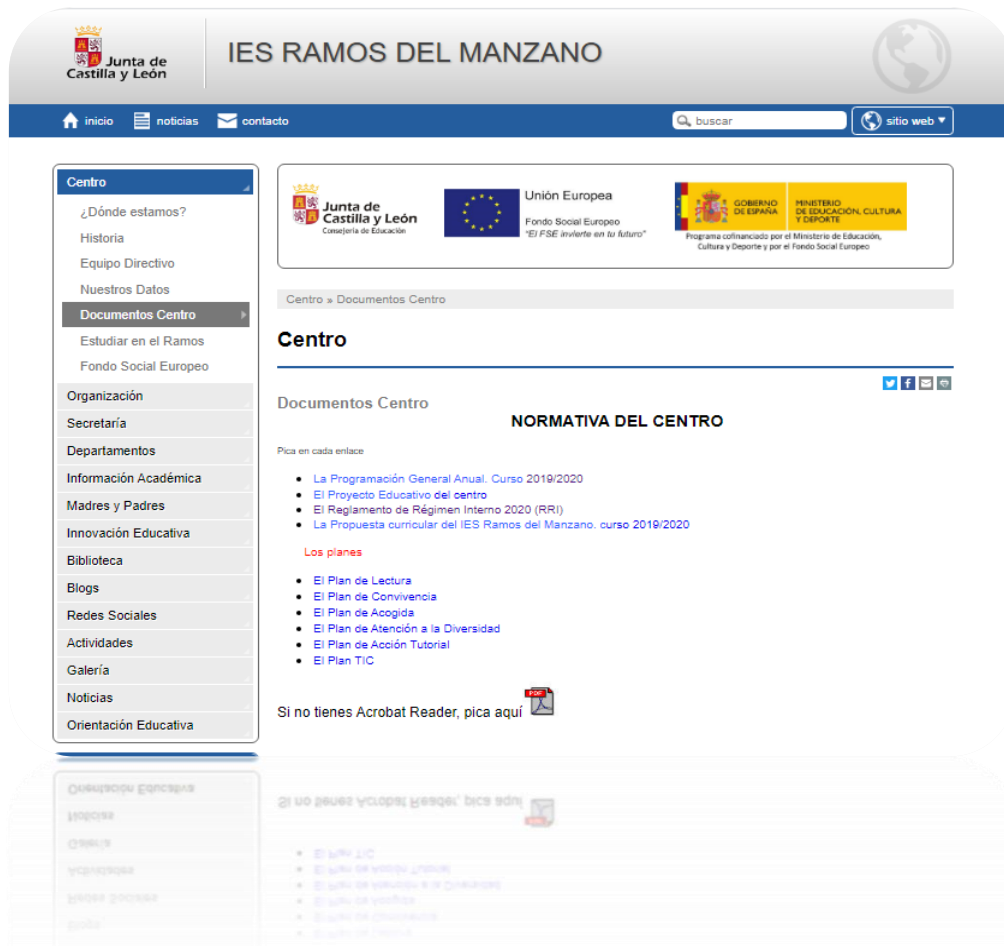 Junta de
Castilla y León
IES RAMOS DEL MANZANO
inicio
noticias
contacto
buscar
sitio web
Centro
¿Dónde estamos?
Historia
Equipo Directivo
Nuestros Datos
Documentos Centro
Estudiar en el Ramos
Fondo Social Europeo
Organización
Secretaría
Departamentos
Información Académica
Madres y Padres
Innovación Educativa
Biblioteca
Blogs
Redes Sociales
Actividades
Galería
Noticias
Orientación Educativa
Junta de
Castilla y León
Consejería de Educación
Unión Europea
Fondo Social Europeo
"El FSE invierte en tu futuro"
GOBIERNO
DE ESPAÑA
MINISTERIO
DE EDUCACIÓN, CULTURA
Y DEPORTE
Programa cofinanciado por el Ministerio de Educación,
Cultura y Deporte y por el Fondo Social Europeo
Centro » Documentos Centro
Centro
Documentos Centro
NORMATIVA DEL CENTRO
Pica en cada enlace
La Programación General Anual. Curso 2019/2020
El Proyecto Educativo del centro
El Reglamento de Régimen Interno 2020 (RRI)
La Propuesta curricular del IES Ramos del Manzano. curso 2019/2020
Los planes
El Plan de Lectura
El Plan de Convivencia
El Plan de Acogida
El Plan de Atención a la Diversidad
El Plan de Acción Tutorial
El Plan TIC
Si no tienes Acrobat Reader, pica aquí
PDF